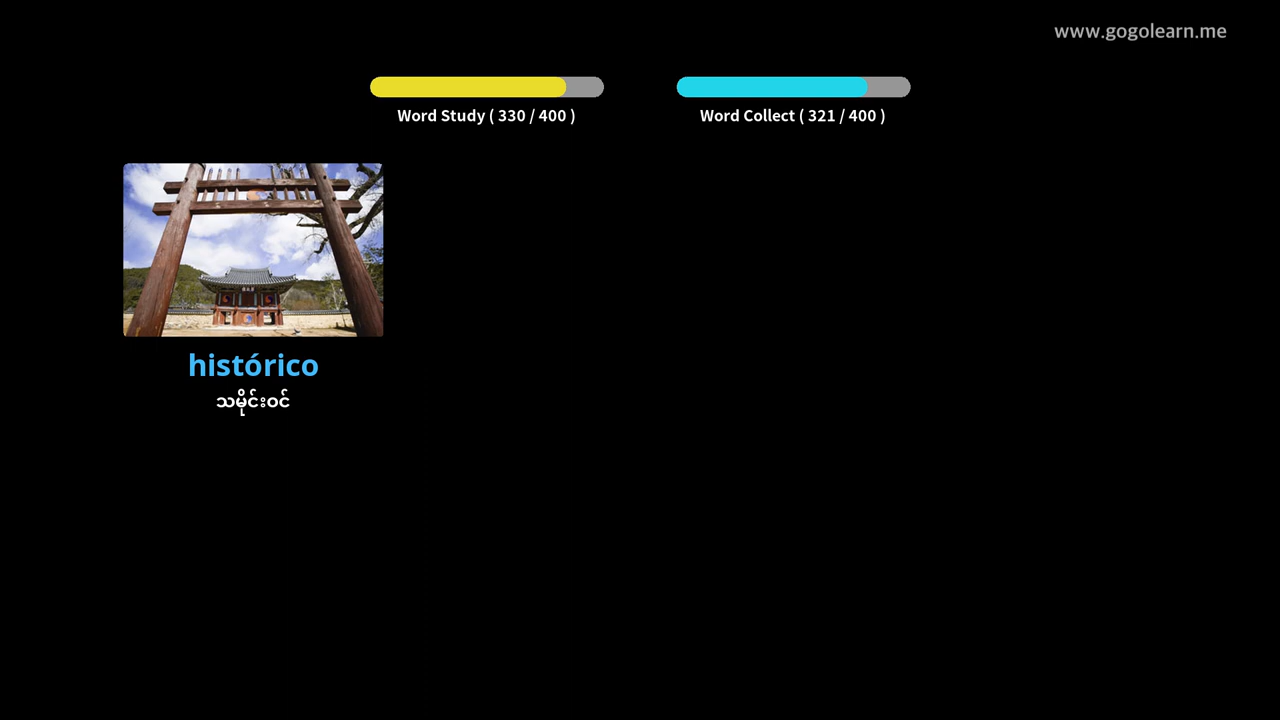 www.gogolearn.me
Word Study ( 330 / 400 )
Word Collect ( 321 / 400 )
histórico
သမိုင်းဝင်